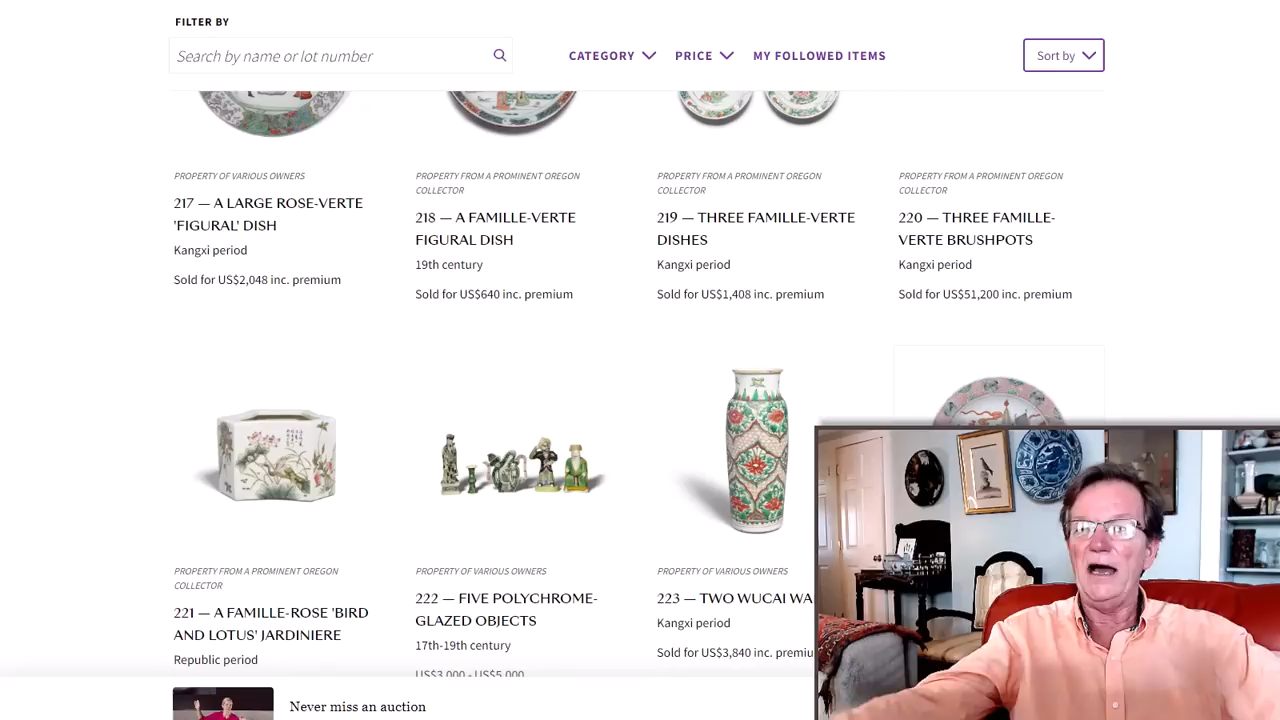 FILTER BY
Search by name or lot number
CATEGORY
PRICE
MY FOLLOWED ITEMS
Sort by
PROPERTY OF VARIOUS OWNERS
217 — A LARGE ROSE-VERTE
'FIGURAL' DISH
Kangxi period
Sold for US$2,048 inc. premium
PROPERTY FROM A PROMINENT OREGON
COLLECTOR
218 — A FAMILLE-VERTE
FIGURAL DISH
19th century
Sold for US$640 inc. premium
PROPERTY FROM A PROMINENT OREGON
COLLECTOR
219 — THREE FAMILLE-VERTE
DISHES
Kangxi period
Sold for US$1,408 inc. premium
PROPERTY FROM A PROMINENT OREGON
COLLECTOR
220 — THREE FAMILLE-
VERTE BRUSHPOTS
Kangxi period
Sold for US$51,200 inc. premium
PROPERTY FROM A PROMINENT OREGON
COLLECTOR
221 — A FAMILLE-ROSE 'BIRD
AND LOTUS' JARDINIERE
Republic period
PROPERTY OF VARIOUS OWNERS
222 — FIVE POLYCHROME-
GLAZED OBJECTS
17th-19th century
US$3,000 - US$5,000
PROPERTY OF VARIOUS OWNERS
223 — TWO WUCAI WA
Kangxi period
Sold for US$3,840 inc. premiu
Never miss an auction